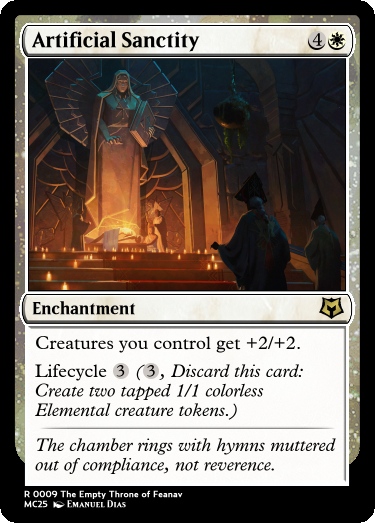 Artificial Sanctity 4
Enchantment
Creatures you control get +2/+2.
Lifecycle 3 (3, Discard this card:
Create two tapped 1/1 colorless
Elemental creature tokens.)
The chamber rings with hymns muttered
out of compliance, not reverence.
R 0009 The Empty Throne of Feanav
MC25 Emanuel Dias